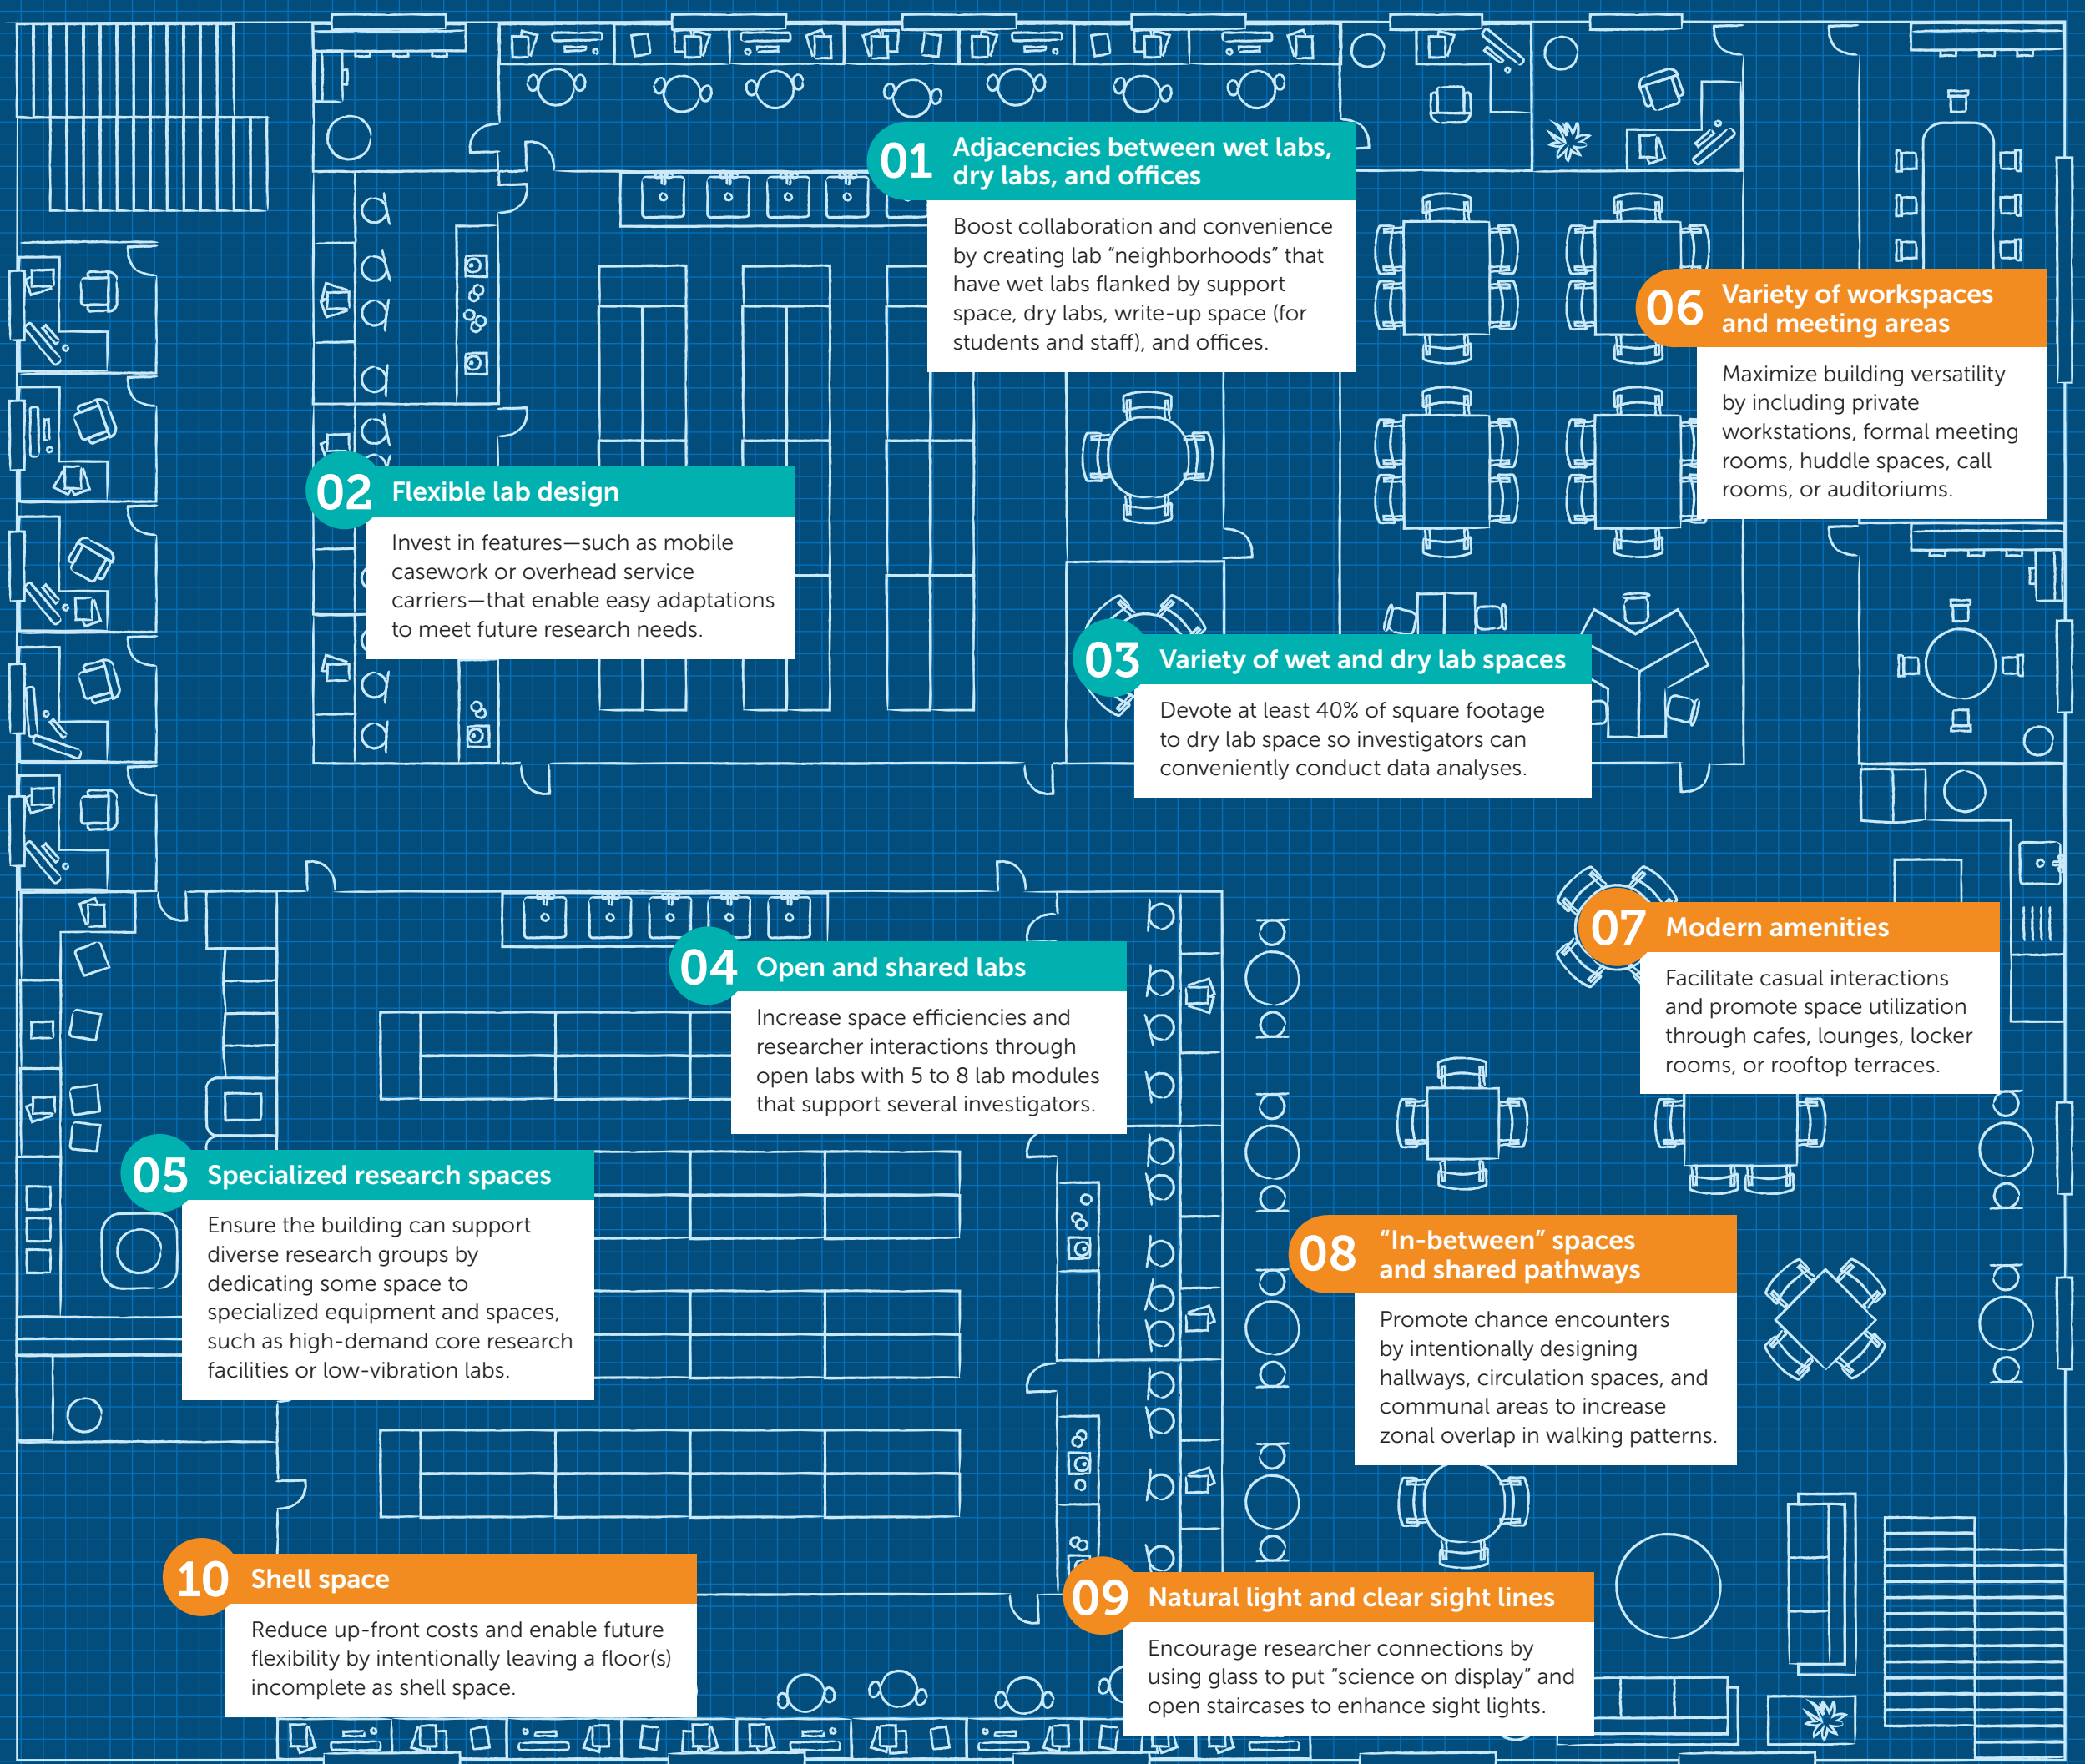 01
Adjacencies between wet labs,
dry labs, and offices
Boost collaboration and convenience
by creating lab “neighborhoods” that
have wet labs flanked by support
space, dry labs, write-up space (for
students and staff), and offices.
02
Flexible lab design
Invest in features—such as mobile
casework or overhead service
carriers—that enable easy adaptations
to meet future research needs.
03
Variety of wet and dry lab spaces
Devote at least 40% of square footage
to dry lab space so investigators can
conveniently conduct data analyses.
04
Open and shared labs
Increase space efficiencies and
researcher interactions through
open labs with 5 to 8 lab modules
that support several investigators.
05
Specialized research spaces
Ensure the building can support
diverse research groups by
dedicating some space to
specialized equipment and spaces,
such as high-demand core research
facilities or low-vibration labs.
06
Variety of workspaces
and meeting areas
Maximize building versatility
by including private
workstations, formal meeting
rooms, huddle spaces, call
rooms, or auditoriums.
07
Modern amenities
Facilitate casual interactions
and promote space utilization
through cafes, lounges, locker
rooms, or rooftop terraces.
08
“In-between” spaces
and shared pathways
Promote chance encounters
by intentionally designing
hallways, circulation spaces, and
communal areas to increase
zonal overlap in walking patterns.
09
Natural light and clear sight lines
Encourage researcher connections by
using glass to put “science on display” and
open staircases to enhance sight lights.
10
Shell space
Reduce up-front costs and enable future
flexibility by intentionally leaving a floor(s)
incomplete as shell space.